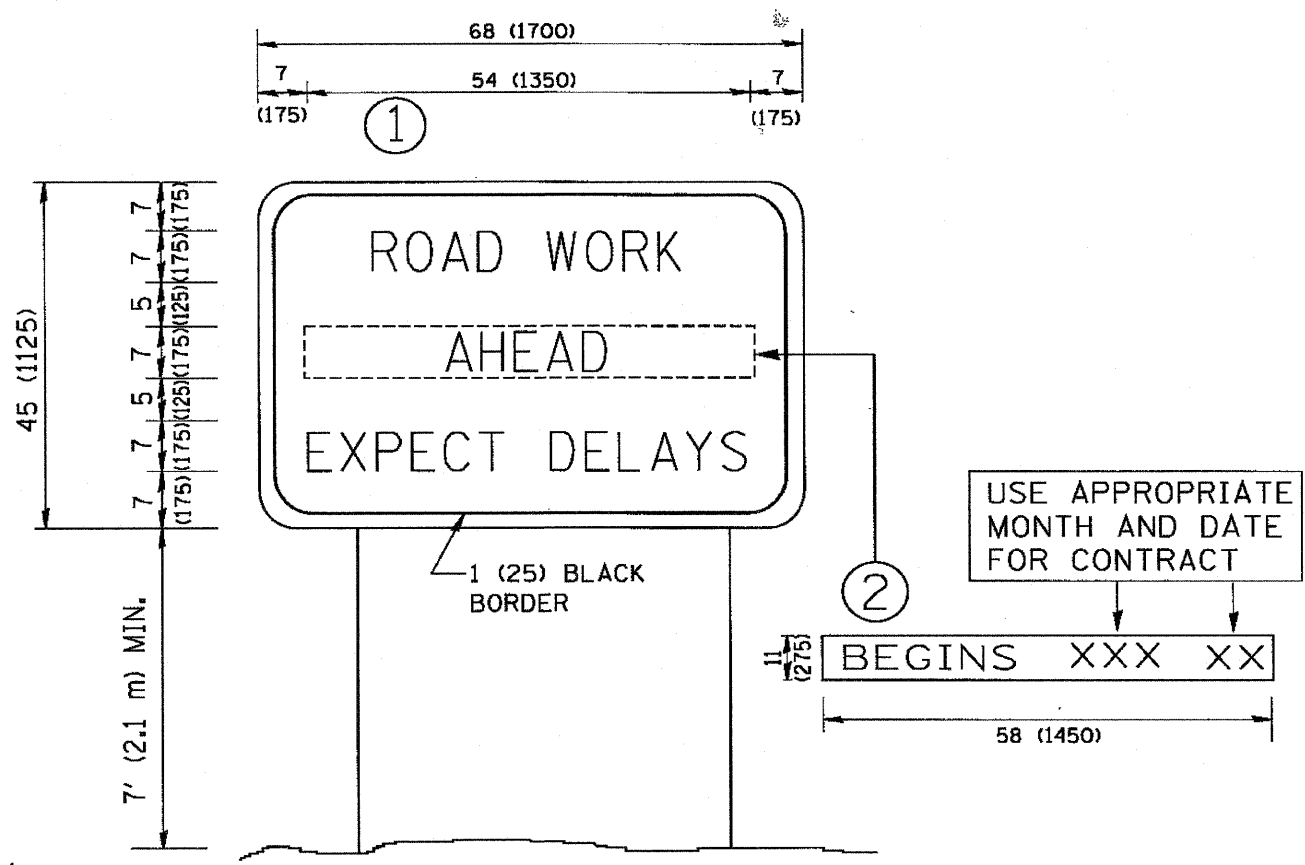 68 (1700)
7 54 (1350) 7
(175) (175)
1
45 (1125)
7 (175)
7 (175)
5 (125)
7 (175)
5 (125)
7 (175)
7 (175)
ROAD WORK
AHEAD
EXPECT DELAYS
1 (25) BLACK
BORDER
7' (2.1 m) MIN.
USE APPROPRIATE
MONTH AND DATE
FOR CONTRACT
2
11
(275)
BEGINS XXX XX
58 (1450)